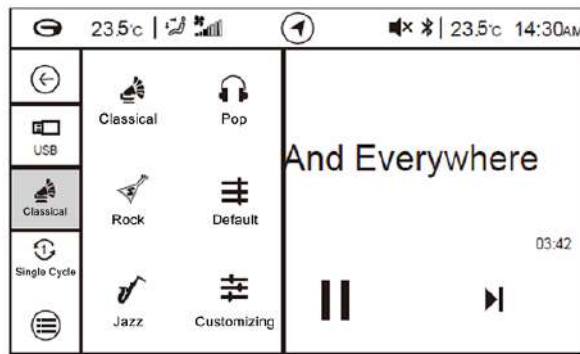 23.5°C 23.5°C 14:30AM
USB
Classical
Single Cycle
Classical Pop
Rock Default
Jazz Customizing
And Everywhere
03:42